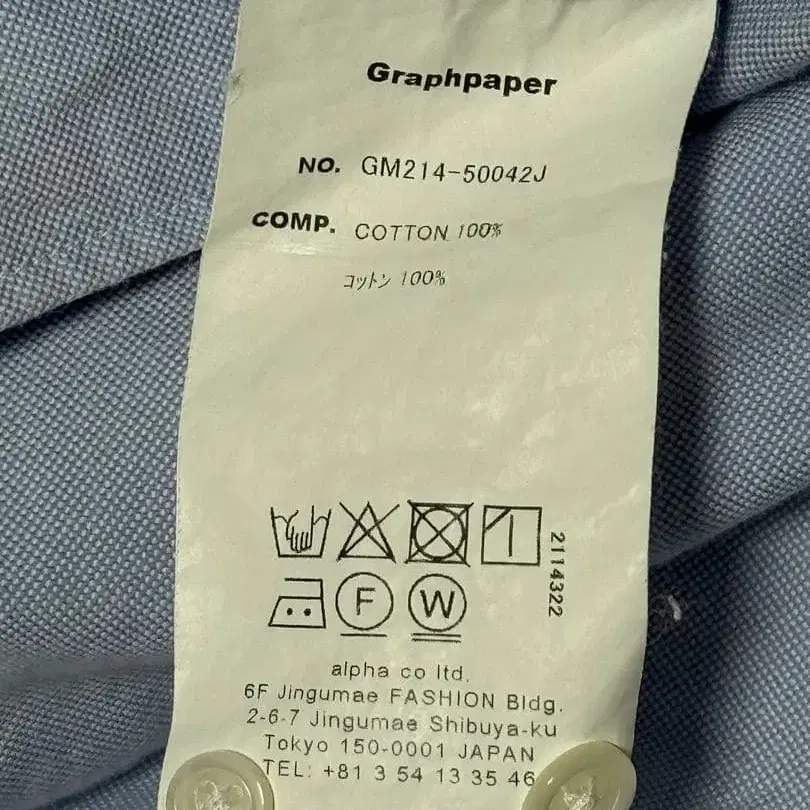 Graphpaper
NO. GM214-50042J
COMP. COTTON 100%
コットン 100%
2114322
F
W
alpha co ltd.
6F Jingumae FASHION Bldg.
2-6-7 Jingumae Shibuya-ku
Tokyo 150-0001 JAPAN
TEL: +81 3 54 13 35 46